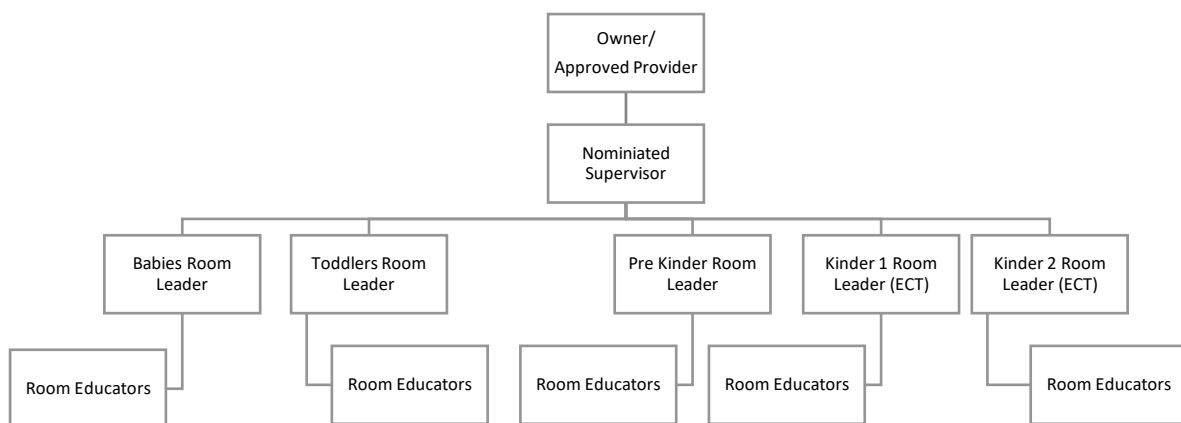 Owner/
Approved Provider
Nominiated
Supervisor
Babies Room
Leader
Toddlers Room
Leader
Pre Kinder Room
Leader
Kinder 1 Room
Leader (ECT)
Kinder 2 Room
Leader (ECT)
Room Educators
Room Educators
Room Educators
Room Educators
Room Educators